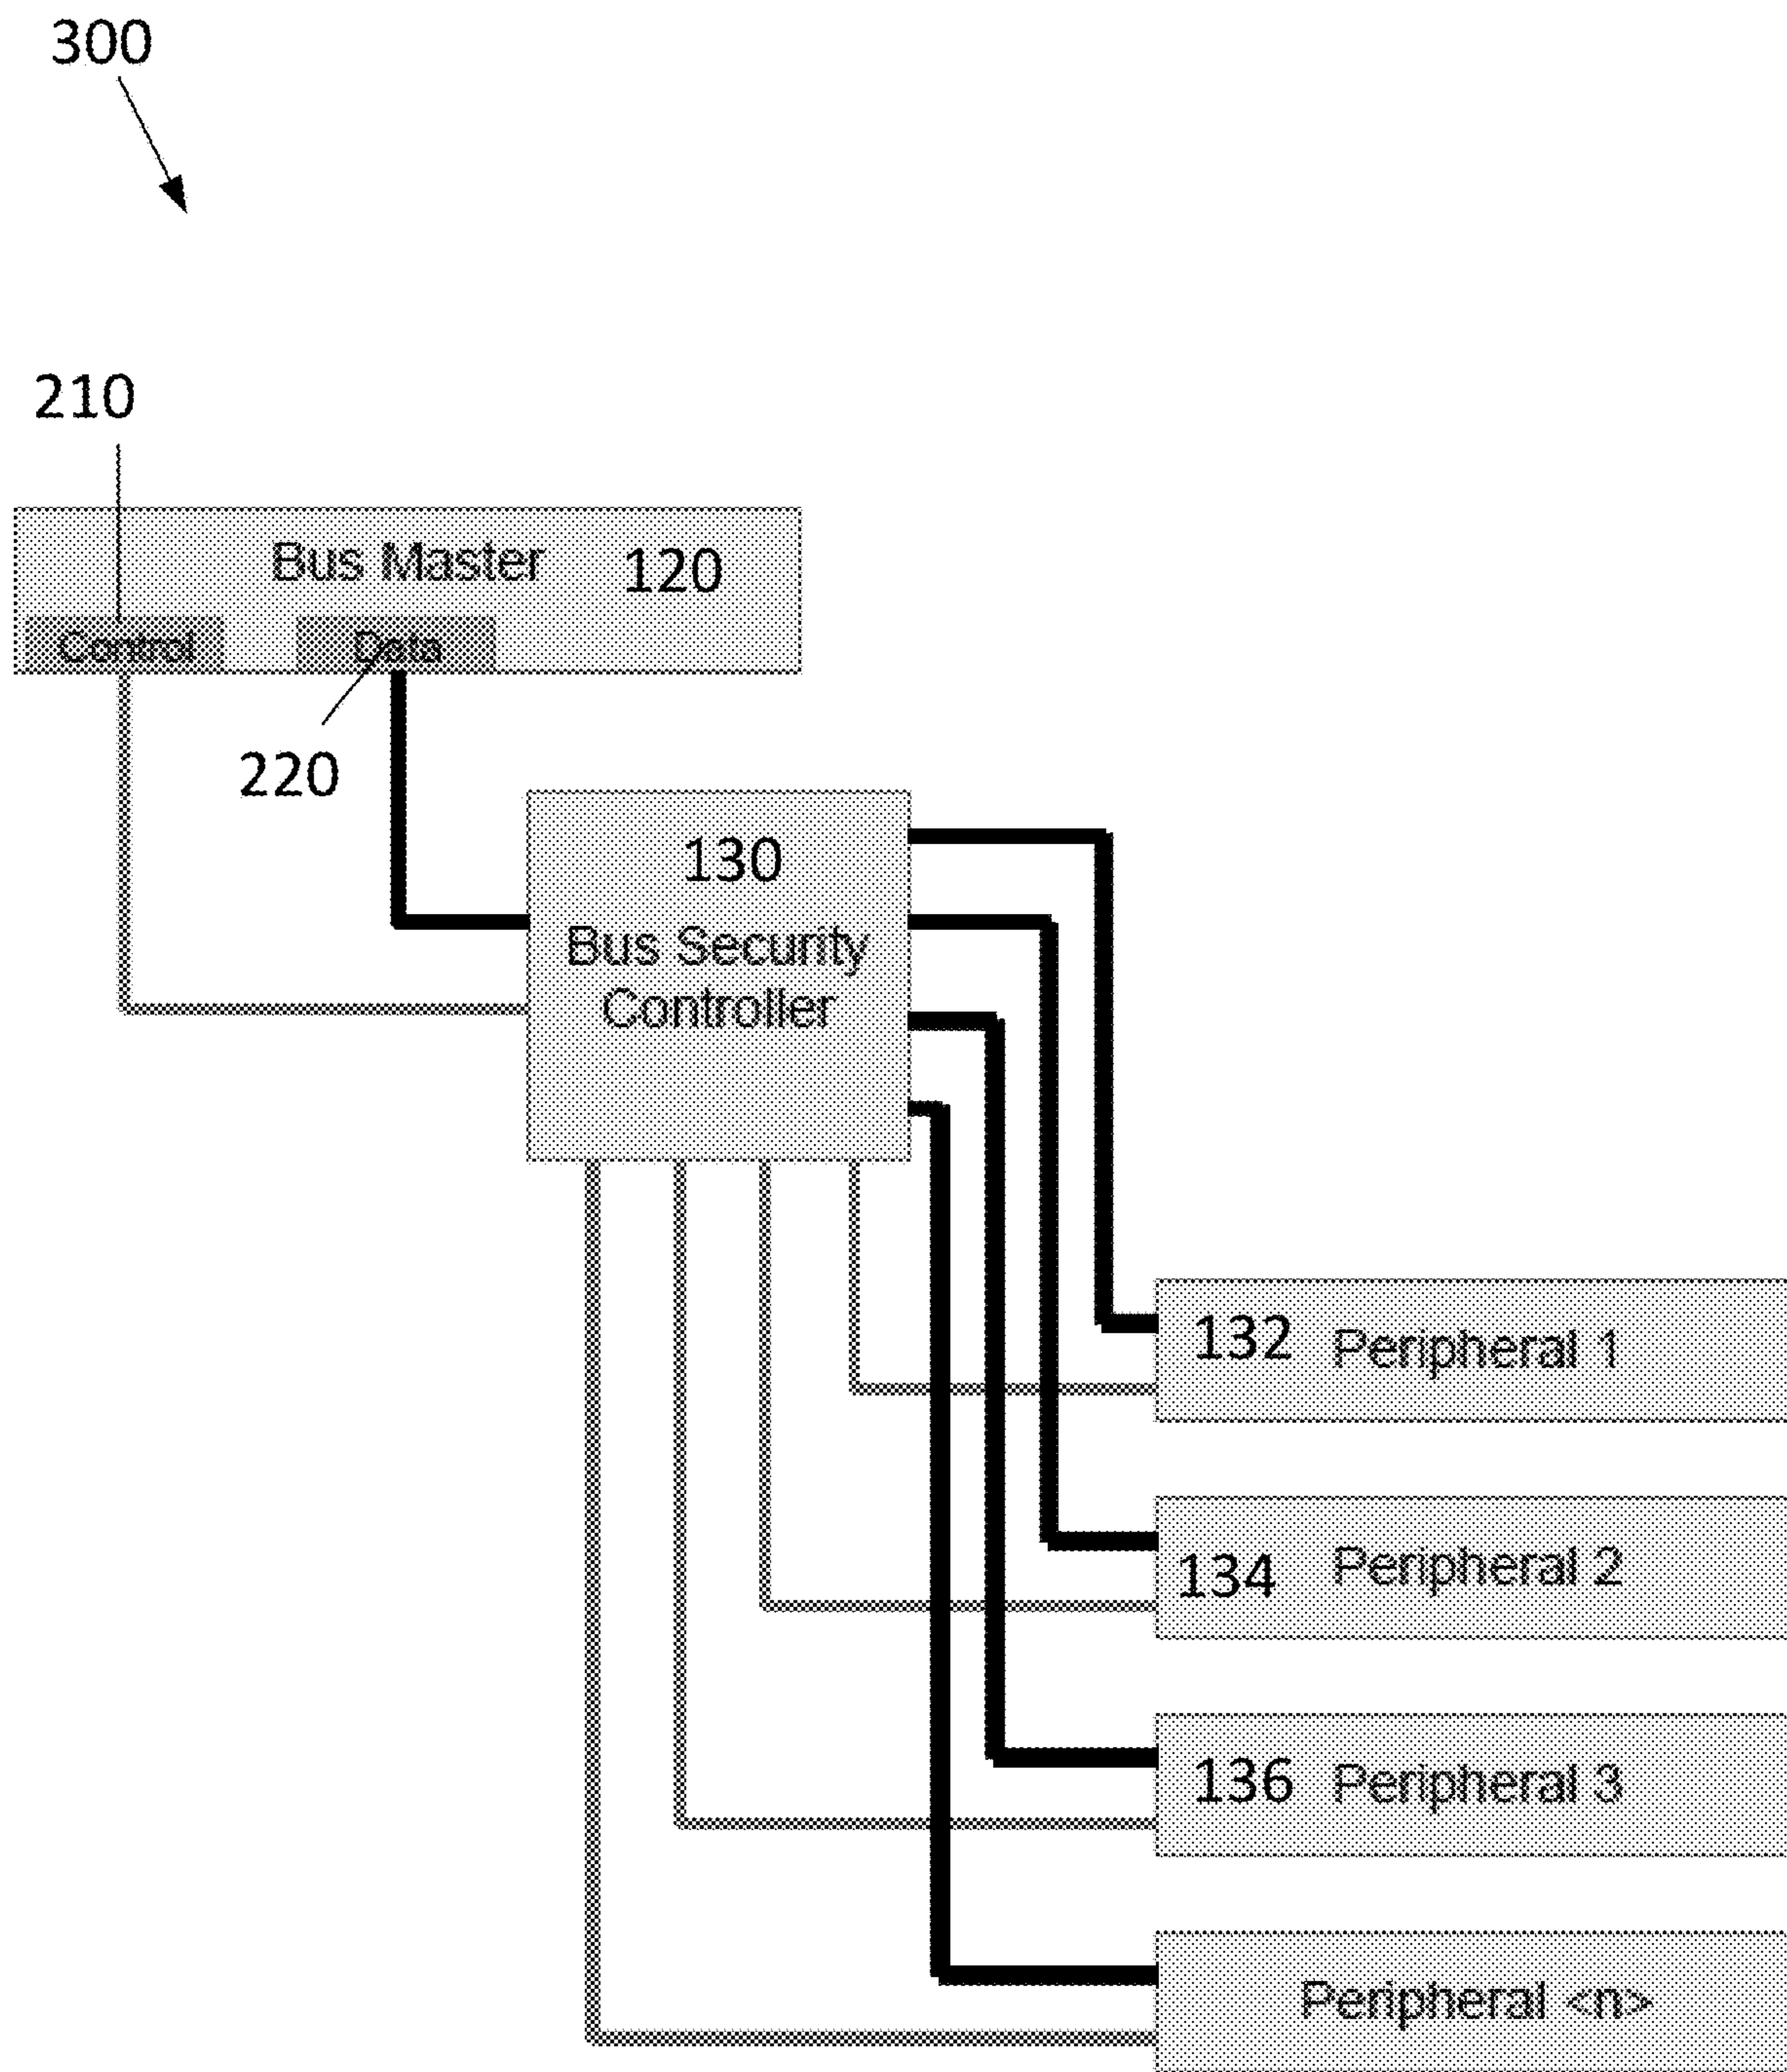 300
210
Bus Master 120
Control Data
220
130
Bus Security
Controller
132 Peripheral 1
134 Peripheral 2
136 Peripheral 3
Peripheral <n>